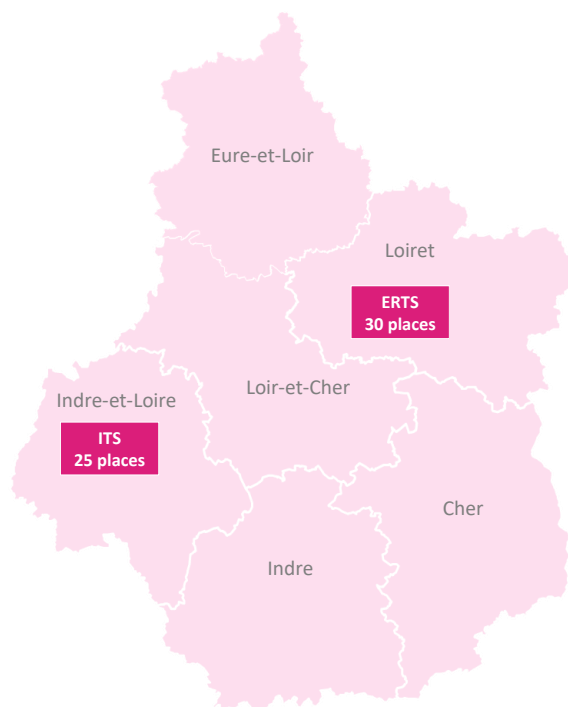 Eure-et-Loir
Loiret
ERTS
30 places
Loir-et-Cher
Indre-et-Loire
ITS
25 places
Cher
Indre